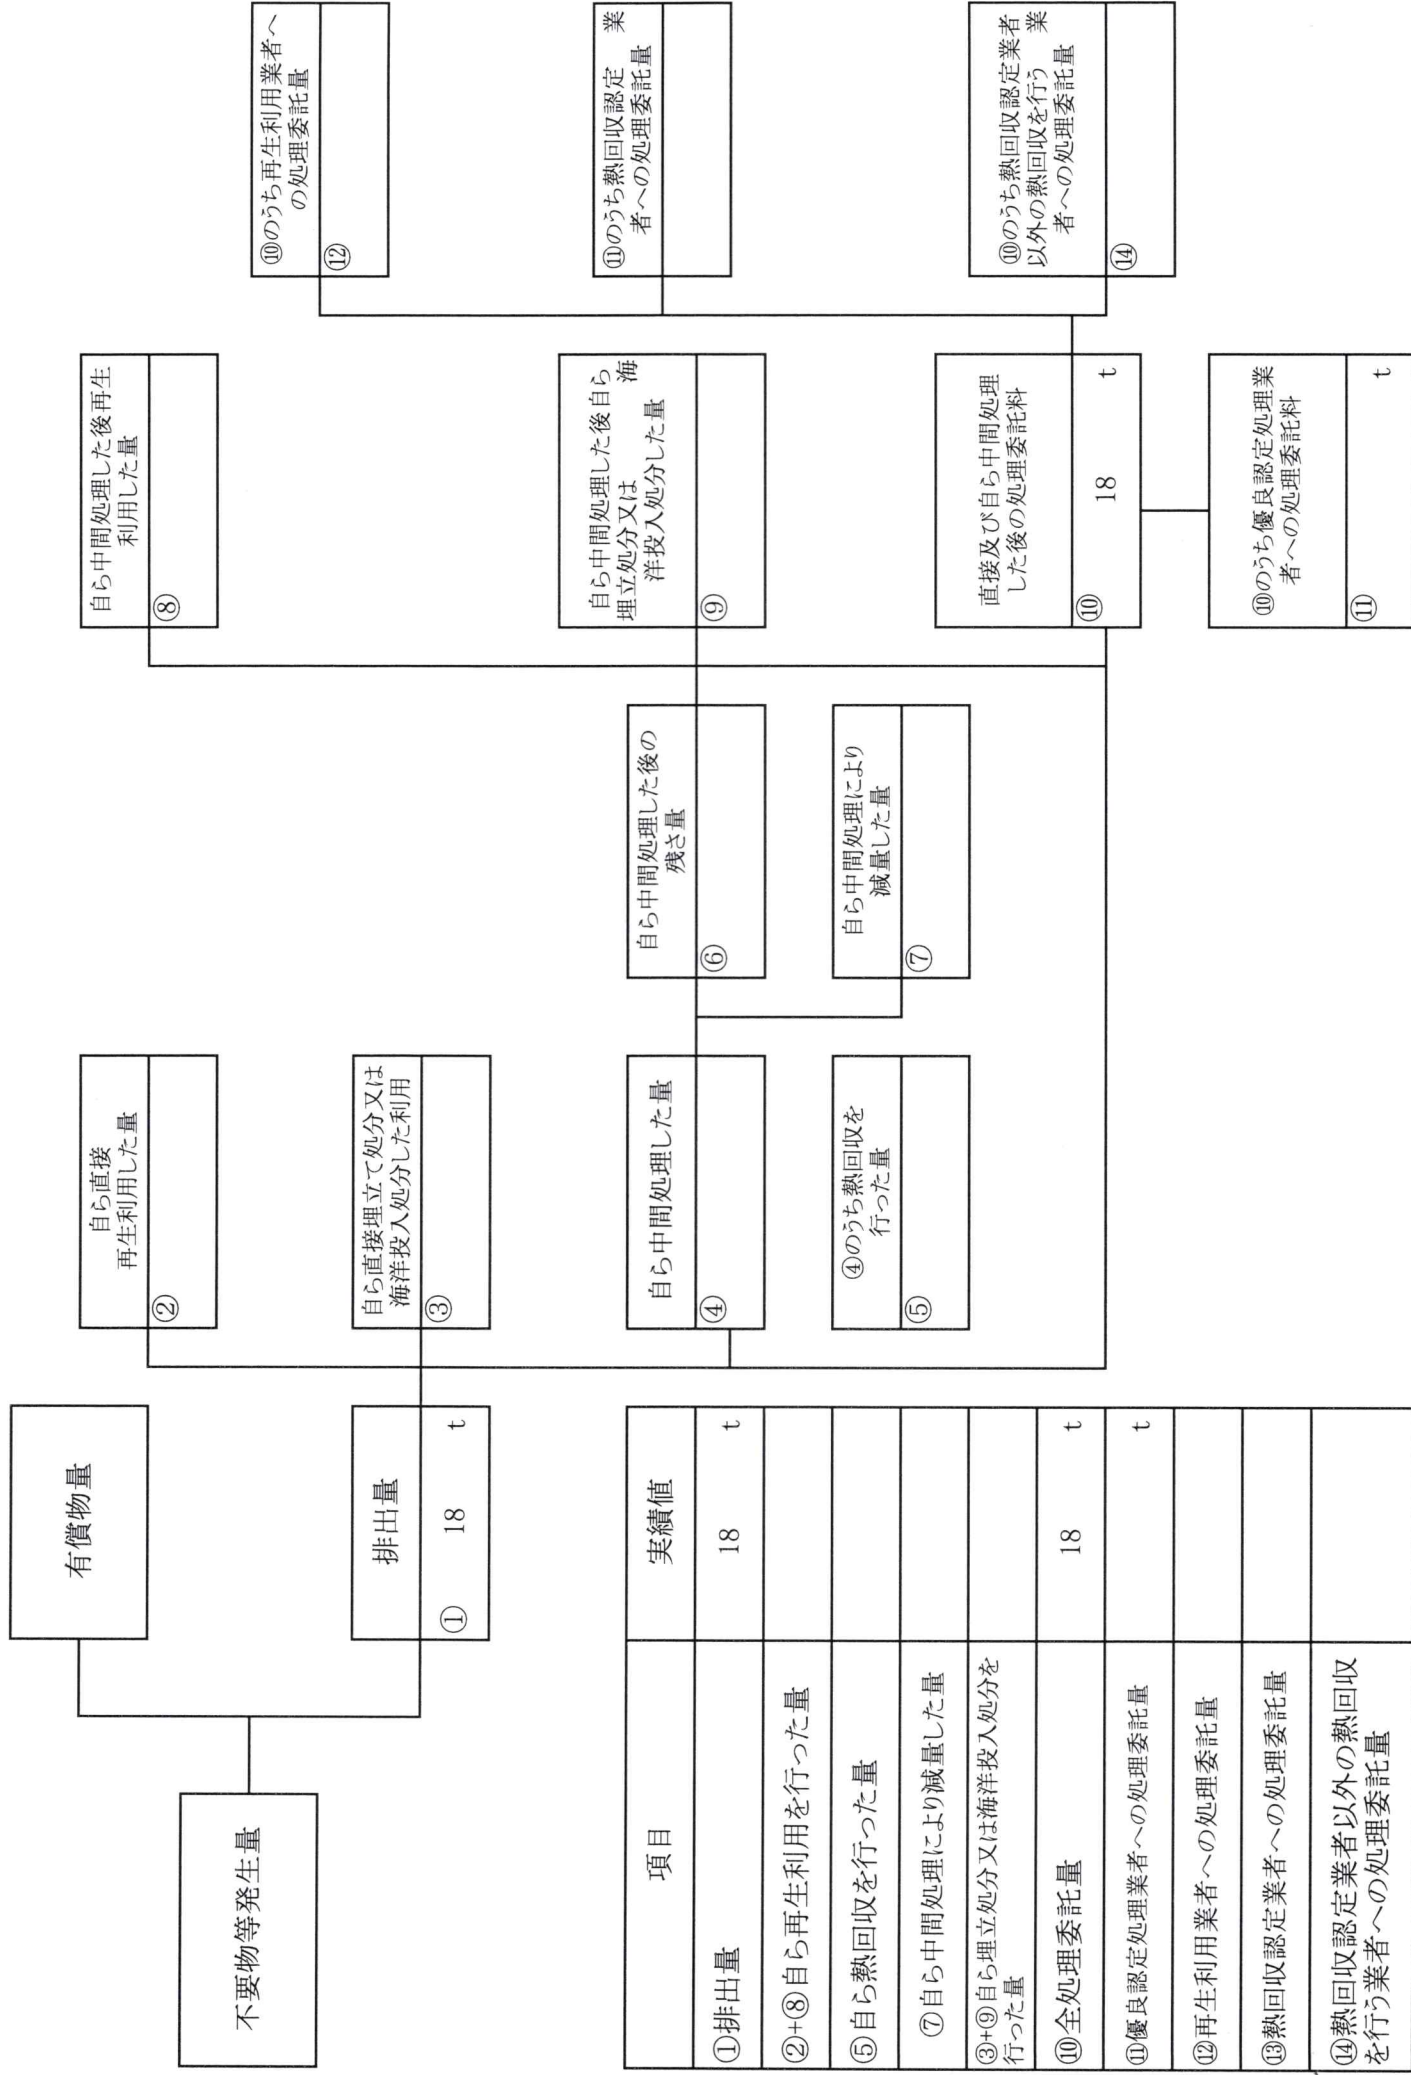 有償物量
不要物等発生量
排出量
① 18 t
自ら直接
再生利用した量
②
自ら直接埋立て処分又は
海洋投入処分した利用
③
自ら中間処理した量
④
④のうち熱回収を
行った量
⑤
自ら中間処理した後の
残さ量
⑥
自ら中間処理により
減量した量
⑦
自ら中間処理した後再生
利用した量
⑧
自ら中間処理した後自ら
埋立処分又は 海
洋投入処分した量
⑨
直接及び自ら中間処理
した後の処理委託料
⑩ 18 t
⑩のうち優良認定処理業
者への処理委託料
⑪ t
⑩のうち再生利用業者へ
の処理委託量
⑫
⑪のうち熱回収認定 業
者への処理委託量
⑩のうち熱回収認定業者
以外の熱回収を行う 業
者への処理委託量
⑭
項目 実績値
①排出量 18 t
②+⑧自ら再生利用を行った量
⑤自ら熱回収を行った量
⑦自ら中間処理により減量した量
③+⑨自ら埋立処分又は海洋投入処分を
行った量
⑩全処理委託量 18 t
⑪優良認定処理業者への処理委託量 t
⑫再生利用業者への処理委託量
⑬熱回収認定業者への処理委託量
⑭熱回収認定業者以外の熱回収
を行う業者への処理委託量